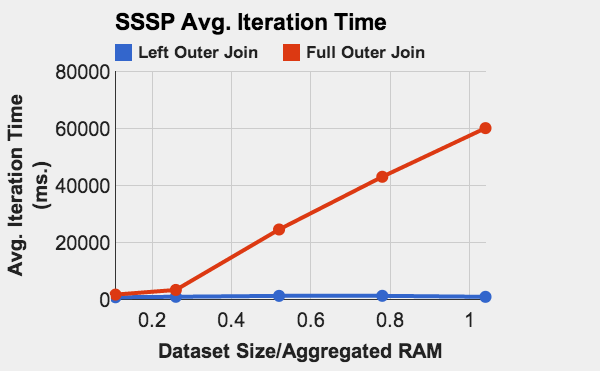 SSSP Avg. Iteration Time
Left Outer Join Full Outer Join
80000
60000
40000
20000
0
Avg. Iteration Time
(ms.)
0.2 0.4 0.6 0.8 1
Dataset Size/Aggregated RAM